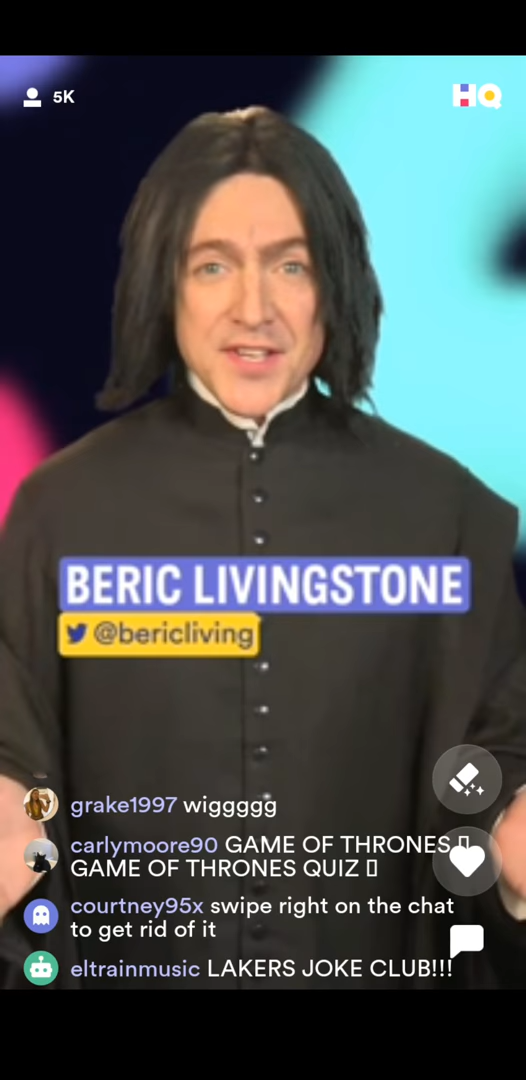 5K
HQ
BERIC LIVINGSTONE
@bericliving
grake1997 wiggggg
carlymoore90 GAME OF THRONES
GAME OF THRONES QUIZ
courtney95x swipe right on the chat
to get rid of it
eltrainmusic LAKERS JOKE CLUB!!!